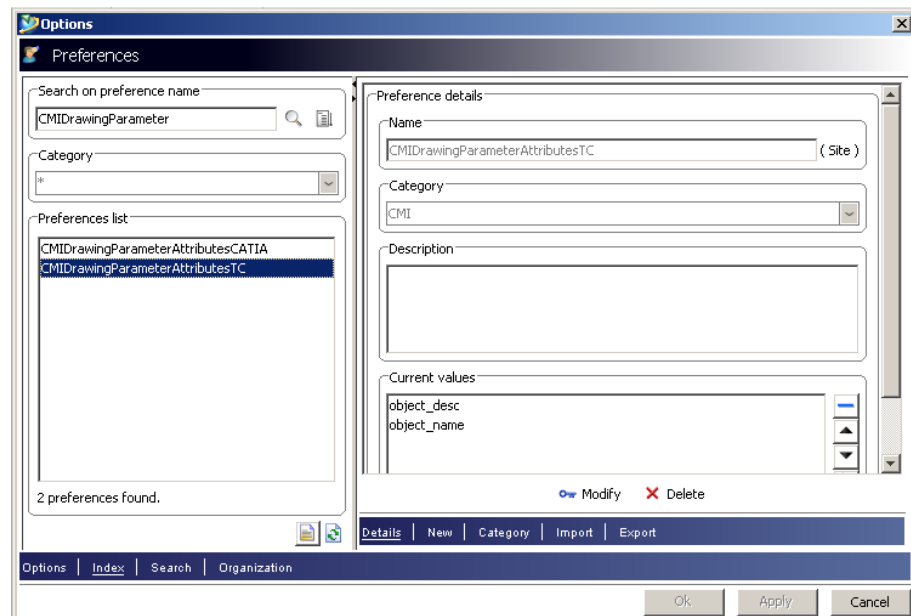 Options
Preferences
Search on preference name
CMIDrawingParameter
Category
*
Preferences list
CMIDrawingParameterAttributesCATIA
CMIDrawingParameterAttributesTC
2 preferences found.
Preference details
Name
CMIDrawingParameterAttributesTC
( Site )
Category
CMI
Description
Current values
object_desc
object_name
Modify Delete
Details | New | Category | Import | Export
Options | Index | Search | Organization
Ok Apply Cancel